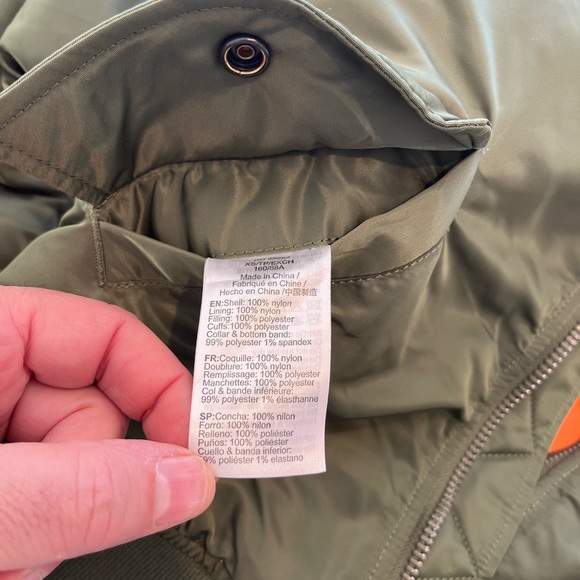 XS/TP/EXCH
160/88A
Made in China /
Fabriqué en China /
Hecho en China /中国制造
EN:Shell: 100% nylon
Lining: 100% nylon
Filling: 100% polyester
Cuffs:100% polyester
Collar & bottom band:
99% polyester 1% spandex
FR:Coquille: 100% nylon
Doublure: 100% nylon
Remplissage: 100% polyester
Manchettes: 100% polyester
Col & bande inférieure:
99% polyester 1% élasthanne
SP:Concha: 100% nilon
Forro: 100% nilon
Relleno: 100% poliéster
Puños: 100% poliéster
Cuello & banda inferior:
99% poliéster 1% elastano